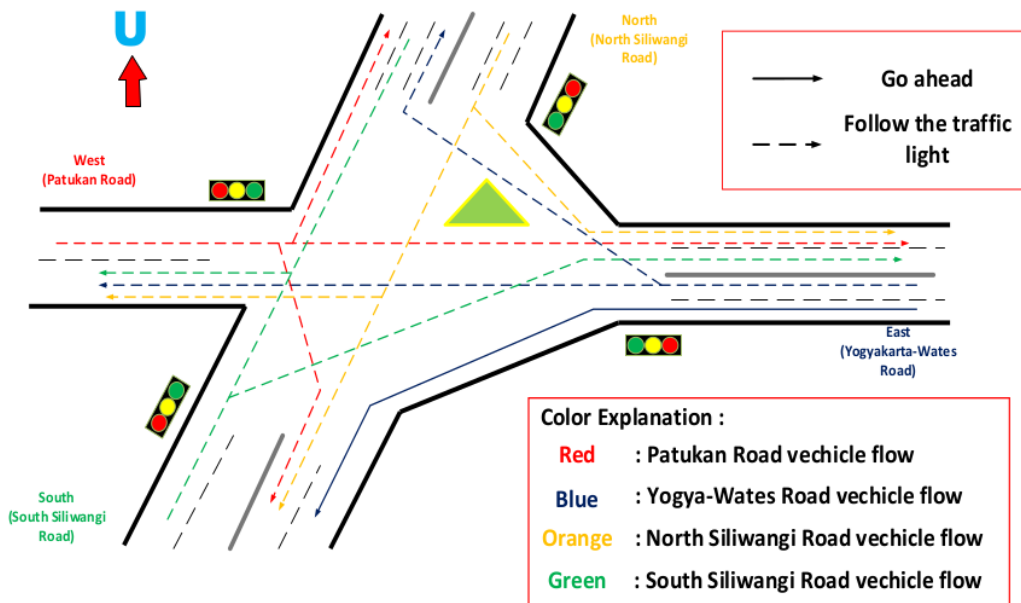 U
North
(North Siliwangi
Road)
Go ahead
Follow the traffic
light
West
(Patukan Road)
East
(Yogyakarta-Wates
Road)
South
(South Siliwangi
Road)
Color Explanation :
Red : Patukan Road vechicle flow
Blue : Yogya-Wates Road vechicle flow
Orange : North Siliwangi Road vechicle flow
Green : South Siliwangi Road vechicle flow